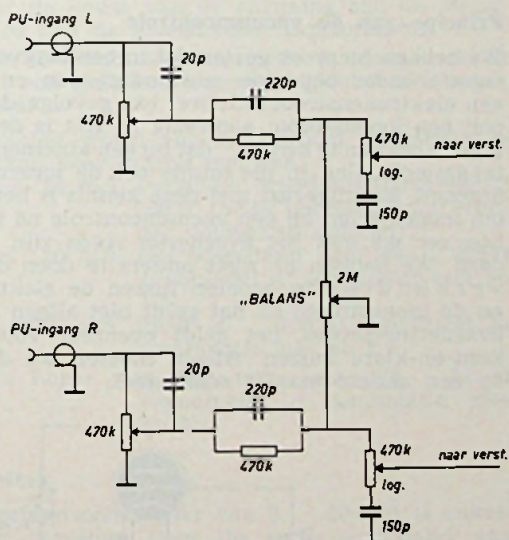 PU-ingang L
20p
220p
470k
470k
470k
log.
naar verst.
150p
2M
„BALANS"
PU-ingang R
20p
220p
470k
470k
470k
log.
naar verst.
150p